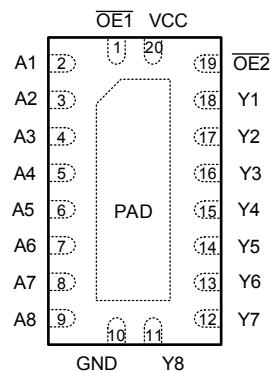 $\overline{OE1}$ VCC
1 20
A1 2 19 $\overline{OE2}$
A2 3 18 Y1
A3 4 17 Y2
A4 5 16 Y3
A5 6 PAD 15 Y4
A6 7 14 Y5
A7 8 13 Y6
A8 9 12 Y7
10 11
GND Y8